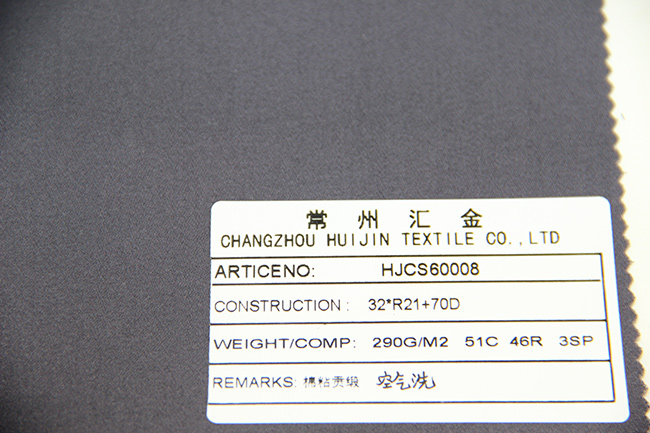 常州汇金
CHANGZHOU HUIJIN TEXTILE CO.,LTD
ARTICENO: HJCS60008
CONSTRUCTION: 32*R21+70D
WEIGHT/COMP: 290G/M2 51C 46R 3SP
REMARKS: 棉粘贡缎 空气洗